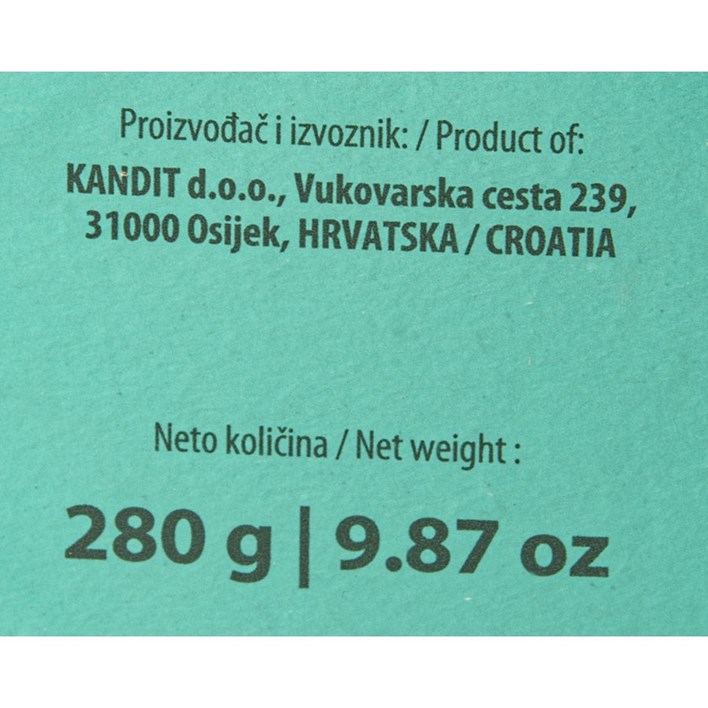 Proizvođač i izvoznik: / Product of:
KANDIT d.o.o., Vukovarska cesta 239,
31000 Osijek, HRVATSKA / CROATIA
Neto količina / Net weight :
280 g | 9.87 oz